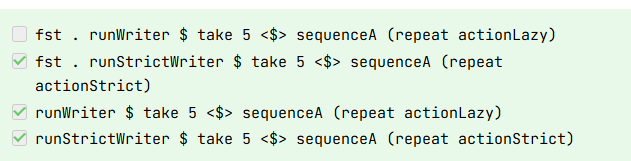 fst . runWriter $ take 5 <$> sequenceA (repeat actionLazy)
fst . runStrictWriter $ take 5 <$> sequenceA (repeat
actionStrict)
runWriter $ take 5 <$> sequenceA (repeat actionLazy)
runStrictWriter $ take 5 <$> sequenceA (repeat actionStrict)